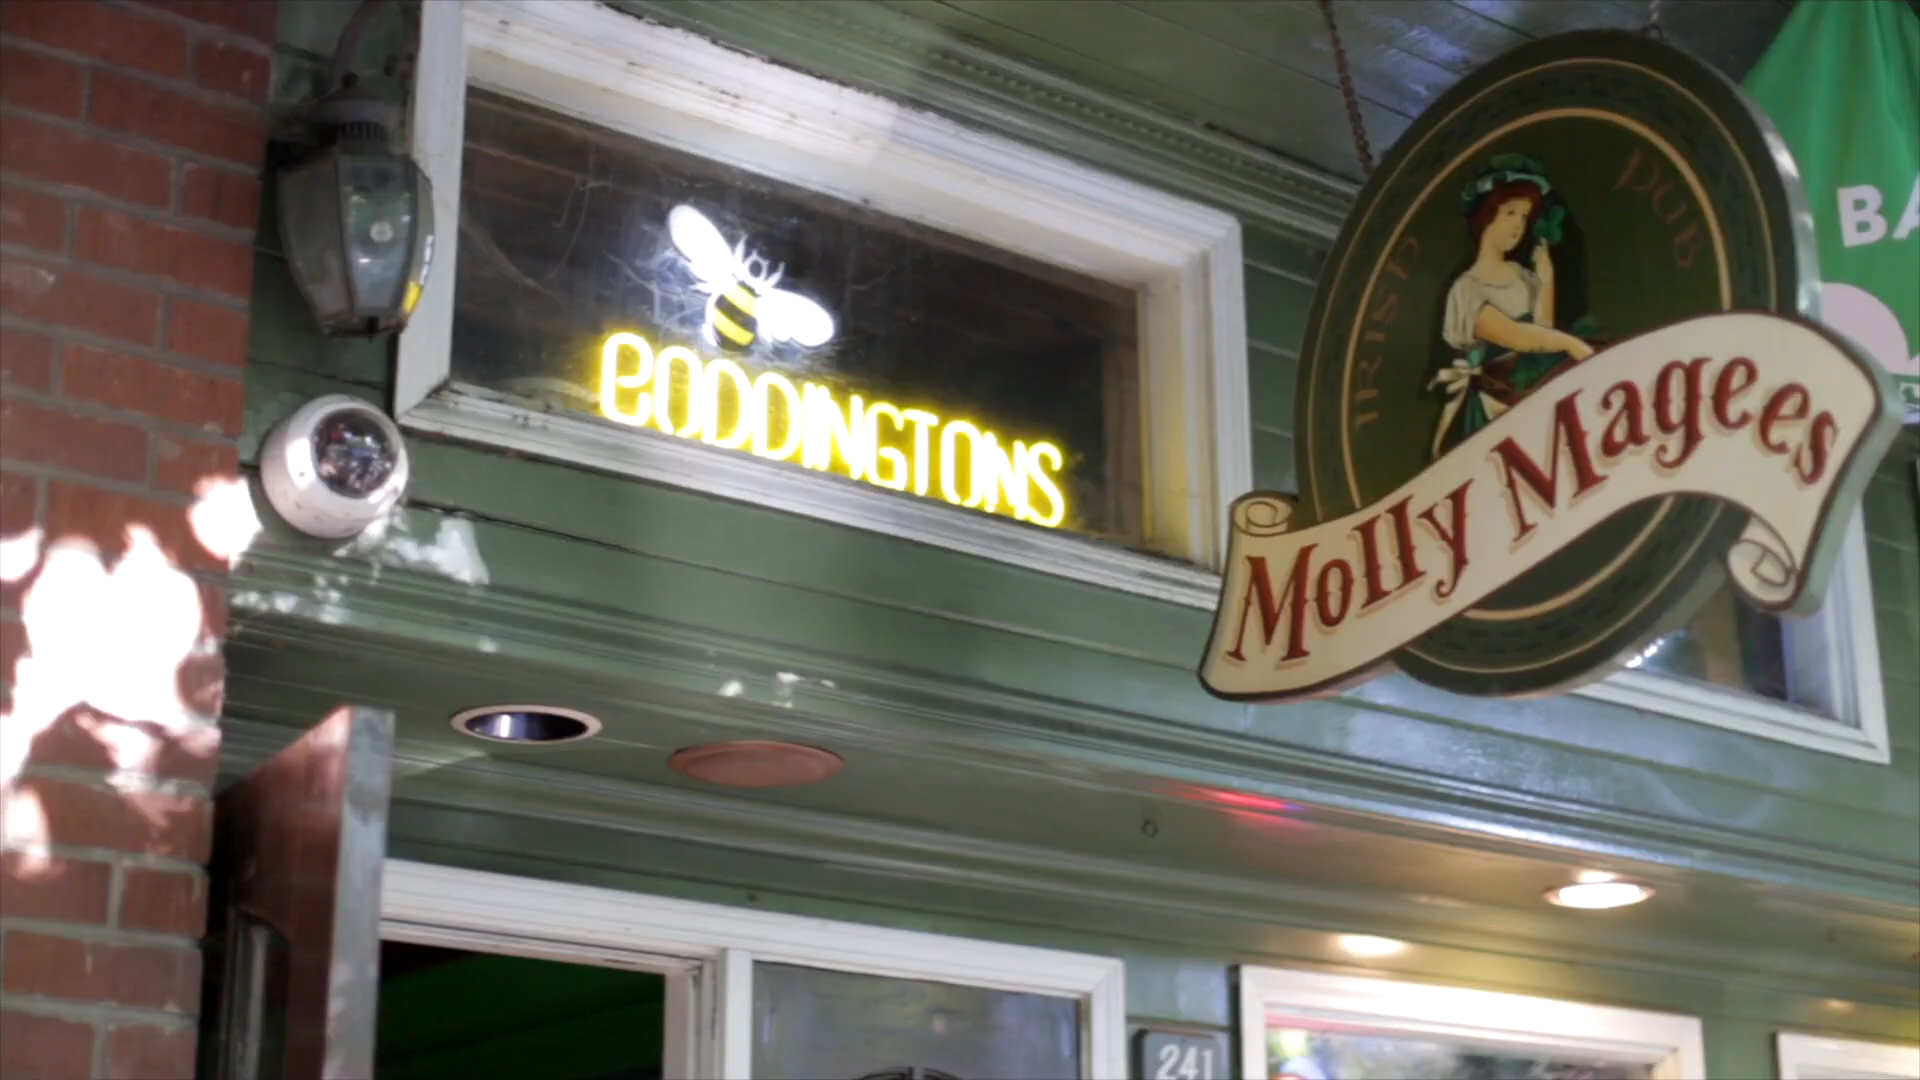 BODDINGTONS
IRISH PUB
Molly Magees
BA
241